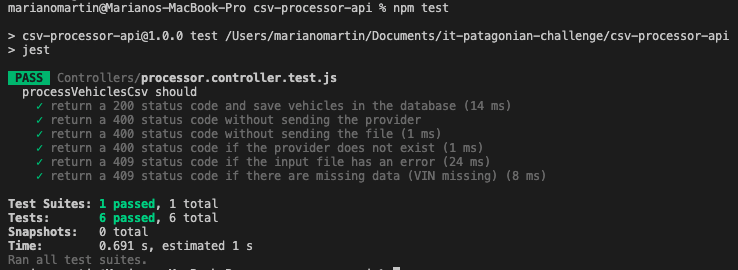 marianomartin@Marianos-MacBook-Pro csv-processor-api % npm test
> csv-processor-api@1.0.0 test /Users/marianomartin/Documents/it-patagonian-challenge/csv-processor-api
> jest
PASS Controllers/processor.controller.test.js
processVehiclesCsv should
✓ return a 200 status code and save vehicles in the database (14 ms)
✓ return a 400 status code without sending the provider
✓ return a 400 status code without sending the file (1 ms)
✓ return a 400 status code if the provider does not exist (1 ms)
✓ return a 409 status code if the input file has an error (24 ms)
✓ return a 409 status code if there are missing data (VIN missing) (8 ms)
Test Suites: 1 passed, 1 total
Tests: 6 passed, 6 total
Snapshots: 0 total
Time: 0.691 s, estimated 1 s
Ran all test suites.